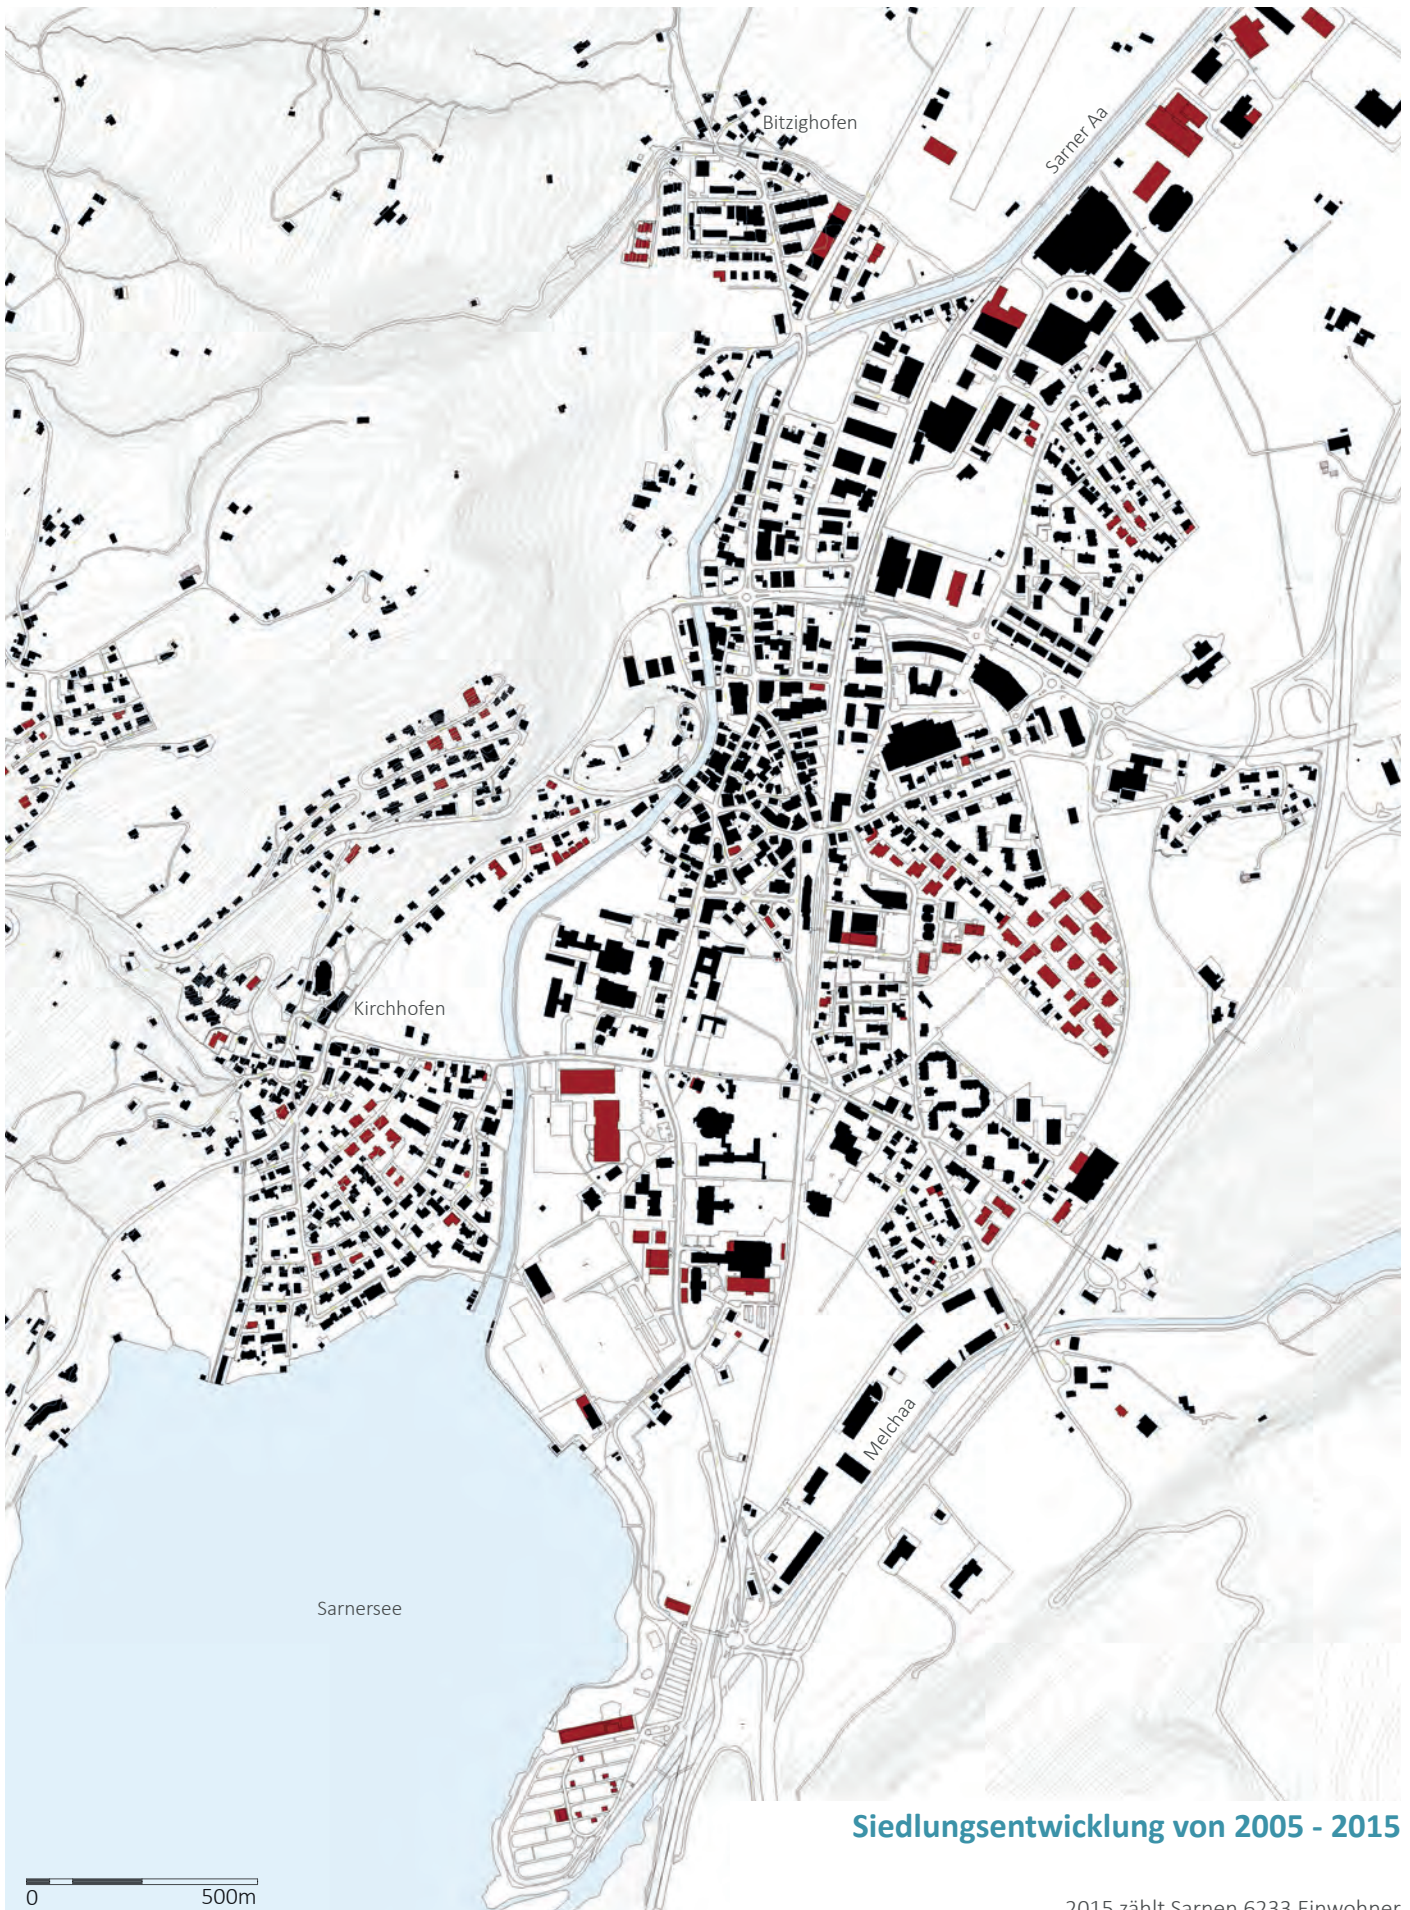 Bitzighofen
Sarner Aa
Kirchhofen
Melchaa
Sarnersee
Siedlungsentwicklung von 2005 - 2015
0 500m
2015 zählt Sarnen 6233 Einwohner